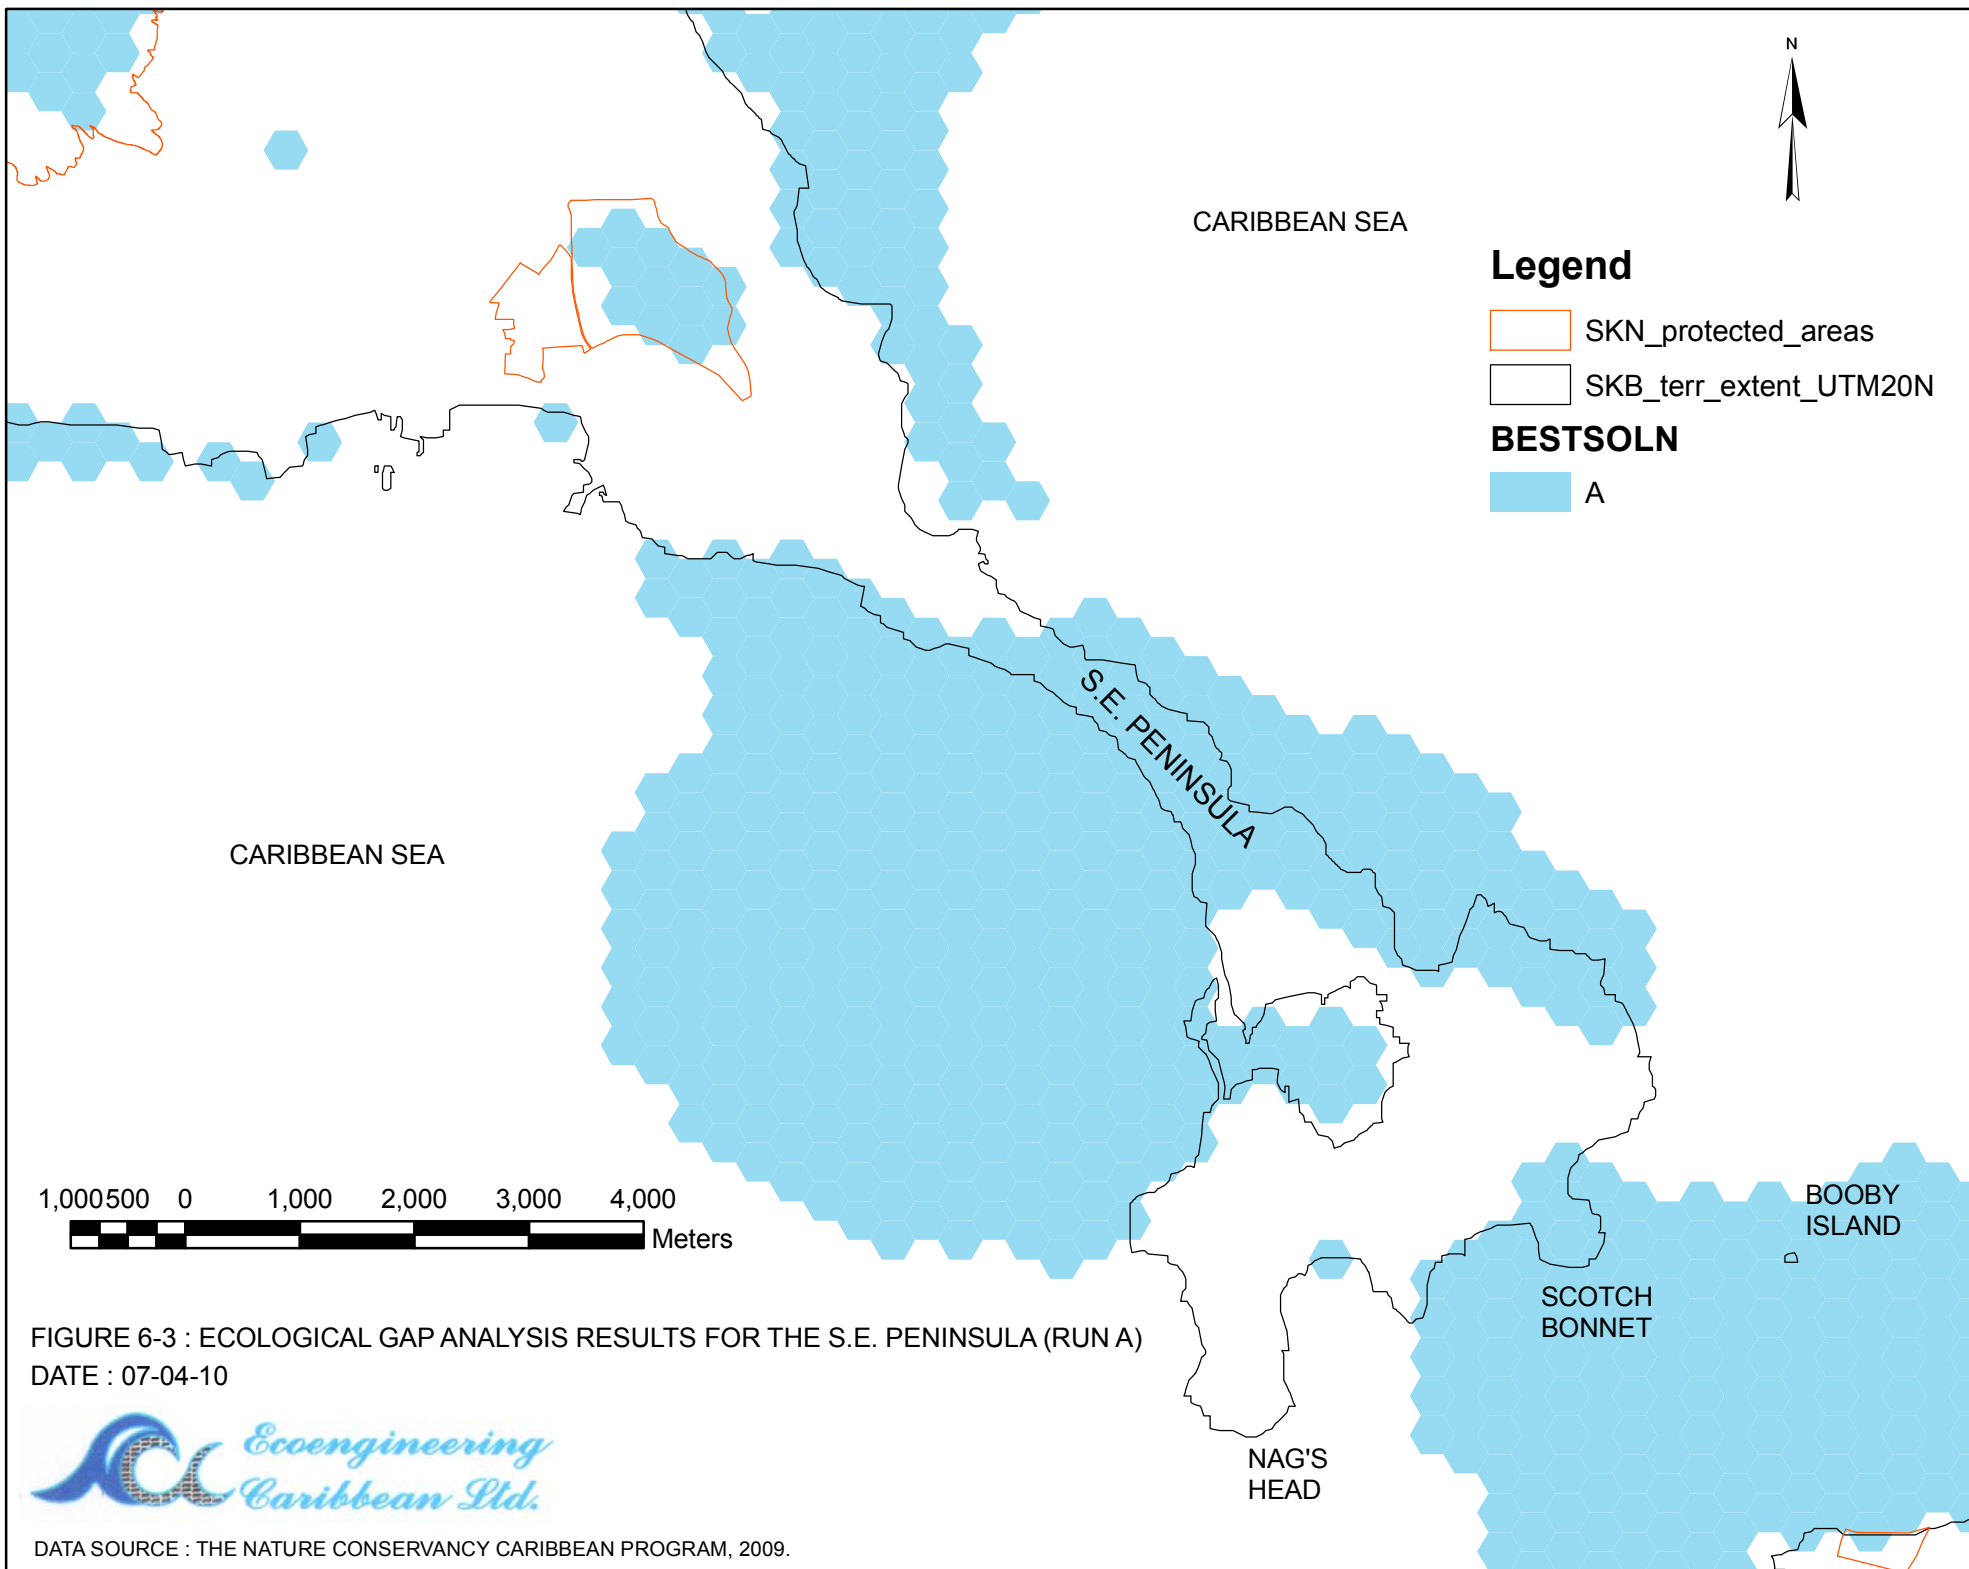 N
CARIBBEAN SEA
Legend
SKN_protected_areas
SKB_terr_extent_UTM20N
BESTSOLN
A
S.E. PENINSULA
CARIBBEAN SEA
BOOBY
ISLAND
1,000 500 0 1,000 2,000 3,000 4,000
Meters
SCOTCH
BONNET
FIGURE 6-3 : ECOLOGICAL GAP ANALYSIS RESULTS FOR THE S.E. PENINSULA (RUN A)
DATE : 07-04-10
NAG'S
HEAD
Ecoengineering
Caribbean Ltd.
DATA SOURCE : THE NATURE CONSERVANCY CARIBBEAN PROGRAM, 2009.